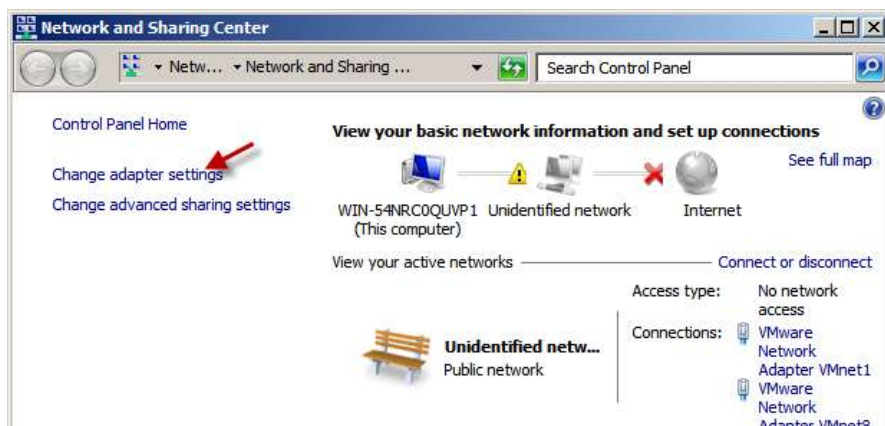 Network and Sharing Center
Netw... Network and Sharing ... Search Control Panel
Control Panel Home
Change adapter settings
Change advanced sharing settings
View your basic network information and set up connections
See full map
WIN-54NRC0QUVP1 Unidentified network Internet
(This computer)
View your active networks Connect or disconnect
Unidentified netw...
Public network
Access type: No network
access
Connections: VMware
Network
Adapter VMnet1
VMware
Network
Adapter VMnet8